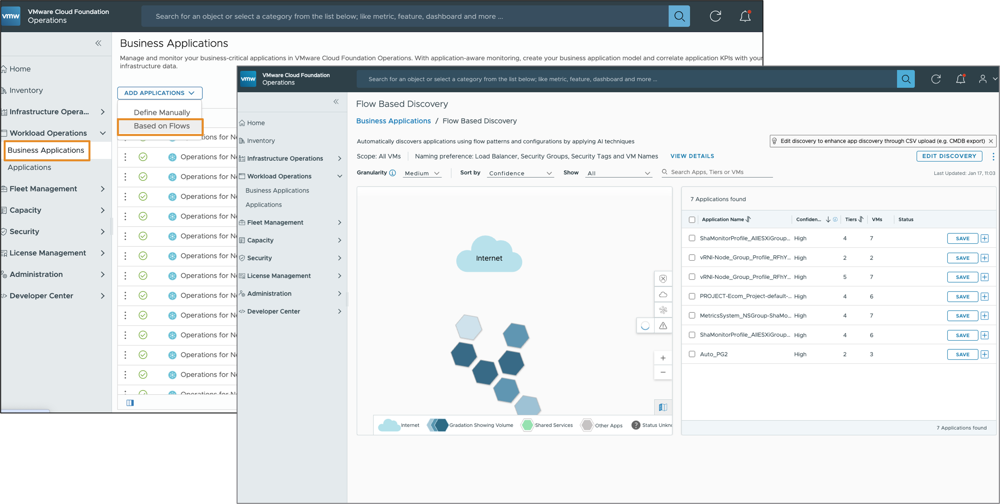 vmw
VMware Cloud Foundation
Operations
Search for an object or select a category from the list below; like metric, feature, dashboard and more ...
Home
Inventory
Infrastructure Opera...
Workload Operations
Business Applications
Applications
Fleet Management
Capacity
Security
License Management
Administration
Developer Center
Business Applications
Manage and monitor your business-critical applications in VMware Cloud Foundation Operations. With application-aware monitoring, create your business application model and correlate application KPIs with your
infrastructure data.
ADD APPLICATIONS
Define Manually
Based on Flows
Operations for
Operations for
Operations for
Operations for
Operations for
Operations for
Operations for
Operations for
Operations for
Operations for
Operations for
Operations for
vmw
VMware Cloud Foundation
Operations
Search for an object or select a category from the list below; like metric, feature, dashboard and more ...
Home
Inventory
Infrastructure Operations
Workload Operations
Business Applications
Applications
Fleet Management
Capacity
Security
License Management
Administration
Developer Center
Flow Based Discovery
Business Applications / Flow Based Discovery
Automatically discovers applications using flow patterns and configurations by applying AI techniques
Edit discovery to enhance app discovery through CSV upload (e.g. CMDB export)
Scope: All VMs Naming preference: Load Balancer, Security Groups, Security Tags and VM Names VIEW DETAILS
EDIT DISCOVERY
Granularity Medium Sort by Confidence Show All Search Apps, Tiers or VMs
Last Updated: Jan 17, 11:03
Internet
Internet
Gradation Showing Volume
Shared Services
Other Apps
? Status
7 Applications found
Application Name Confiden... Tiers VMs Status
ShaMonitorProfile_AllESXiGroup... High 4 7 SAVE
vRNI-Node_Group_Profile_RFhY... High 2 2 SAVE
vRNI-Node_Group_Profile_RFhY... High 5 7 SAVE
PROJECT-Ecom_Project-default-... High 4 6 SAVE
MetricsSystem_NSGroup-ShaMo... High 4 7 SAVE
ShaMonitorProfile_AllESXiGroup... High 4 6 SAVE
Auto_PG2 High 2 3 SAVE
7 Applications found